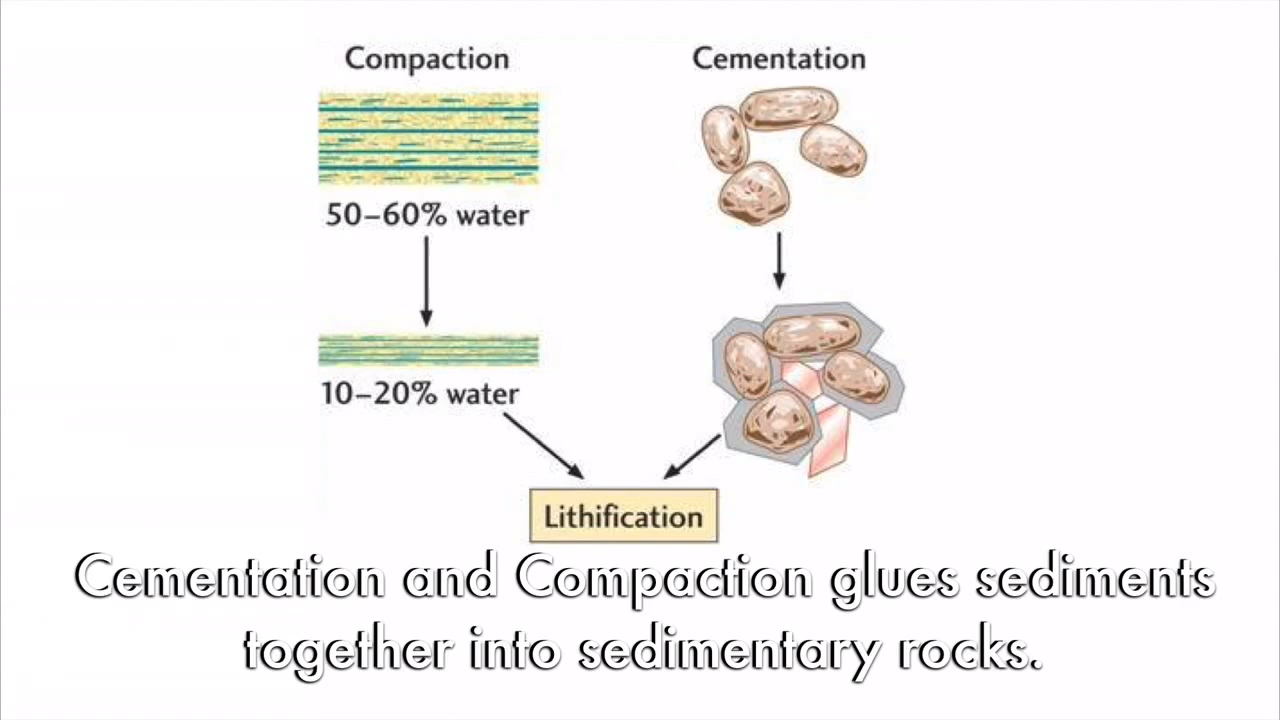 Compaction
Cementation
50–60% water
10–20% water
Lithification
Cementation and Compaction glues sediments
together into sedimentary rocks.